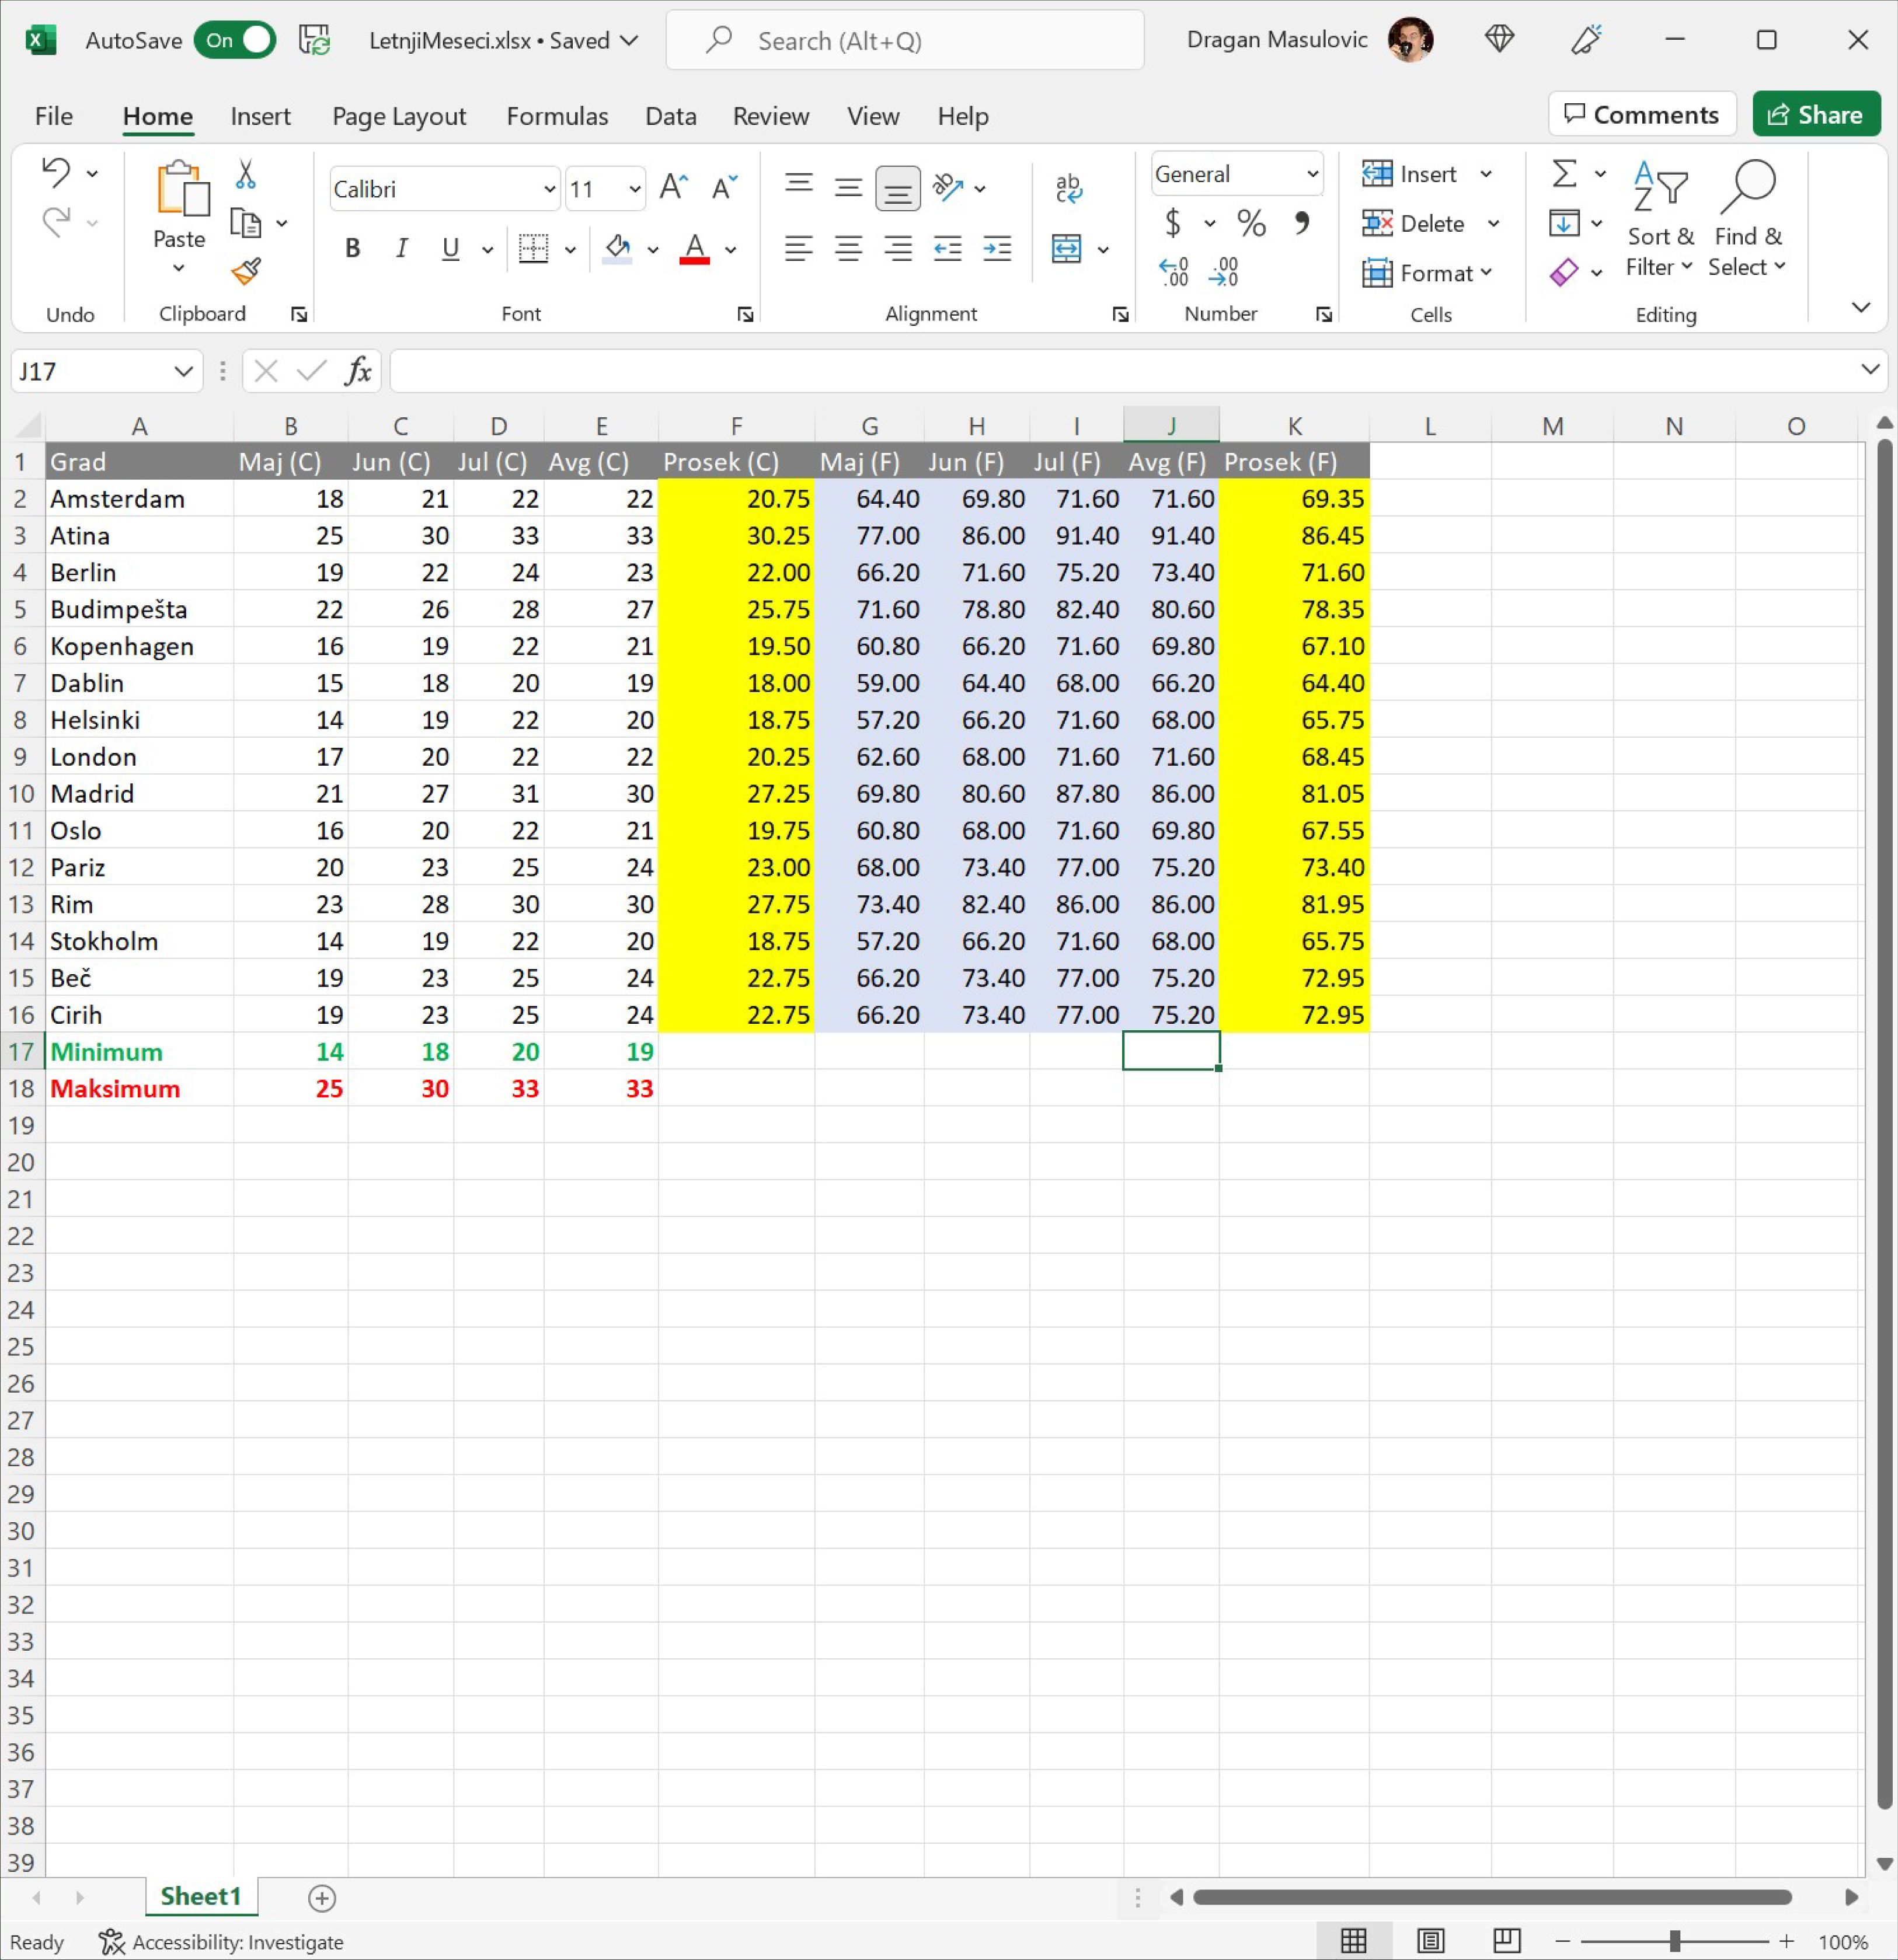 AutoSave On LetnjiMeseci.xlsx • Saved Search (Alt+Q) Dragan Masulovic
File Home Insert Page Layout Formulas Data Review View Help Comments Share
Calibri 11 General Insert
Paste B I U A $ % 9 Delete Sort & Filter Find & Select
Format
Undo Clipboard Font Alignment Number Cells Editing
J17 fx
A B C D E F G H I J K L M N O
1 Grad Maj (C) Jun (C) Jul (C) Avg (C) Prosek (C) Maj (F) Jun (F) Jul (F) Avg (F) Prosek (F)
2 Amsterdam 18 21 22 22 20.75 64.40 69.80 71.60 71.60 69.35
3 Atina 25 30 33 33 30.25 77.00 86.00 91.40 91.40 86.45
4 Berlin 19 22 24 23 22.00 66.20 71.60 75.20 73.40 71.60
5 Budimpešta 22 26 28 27 25.75 71.60 78.80 82.40 80.60 78.35
6 Kopenhagen 16 19 22 21 19.50 60.80 66.20 71.60 69.80 67.10
7 Dablin 15 18 20 19 18.00 59.00 64.40 68.00 66.20 64.40
8 Helsinki 14 19 22 20 18.75 57.20 66.20 71.60 68.00 65.75
9 London 17 20 22 22 20.25 62.60 68.00 71.60 71.60 68.45
10 Madrid 21 27 31 30 27.25 69.80 80.60 87.80 86.00 81.05
11 Oslo 16 20 22 21 19.75 60.80 68.00 71.60 69.80 67.55
12 Pariz 20 23 25 24 23.00 68.00 73.40 77.00 75.20 73.40
13 Rim 23 28 30 30 27.75 73.40 82.40 86.00 86.00 81.95
14 Stokholm 14 19 22 20 18.75 57.20 66.20 71.60 68.00 65.75
15 Beč 19 23 25 24 22.75 66.20 73.40 77.00 75.20 72.95
16 Cirih 19 23 25 24 22.75 66.20 73.40 77.00 75.20 72.95
17 Minimum 14 18 20 19
18 Maksimum 25 30 33 33
19
20
21
22
23
24
25
26
27
28
29
30
31
32
33
34
35
36
37
38
39
Sheet1
Ready Accessibility: Investigate 100%